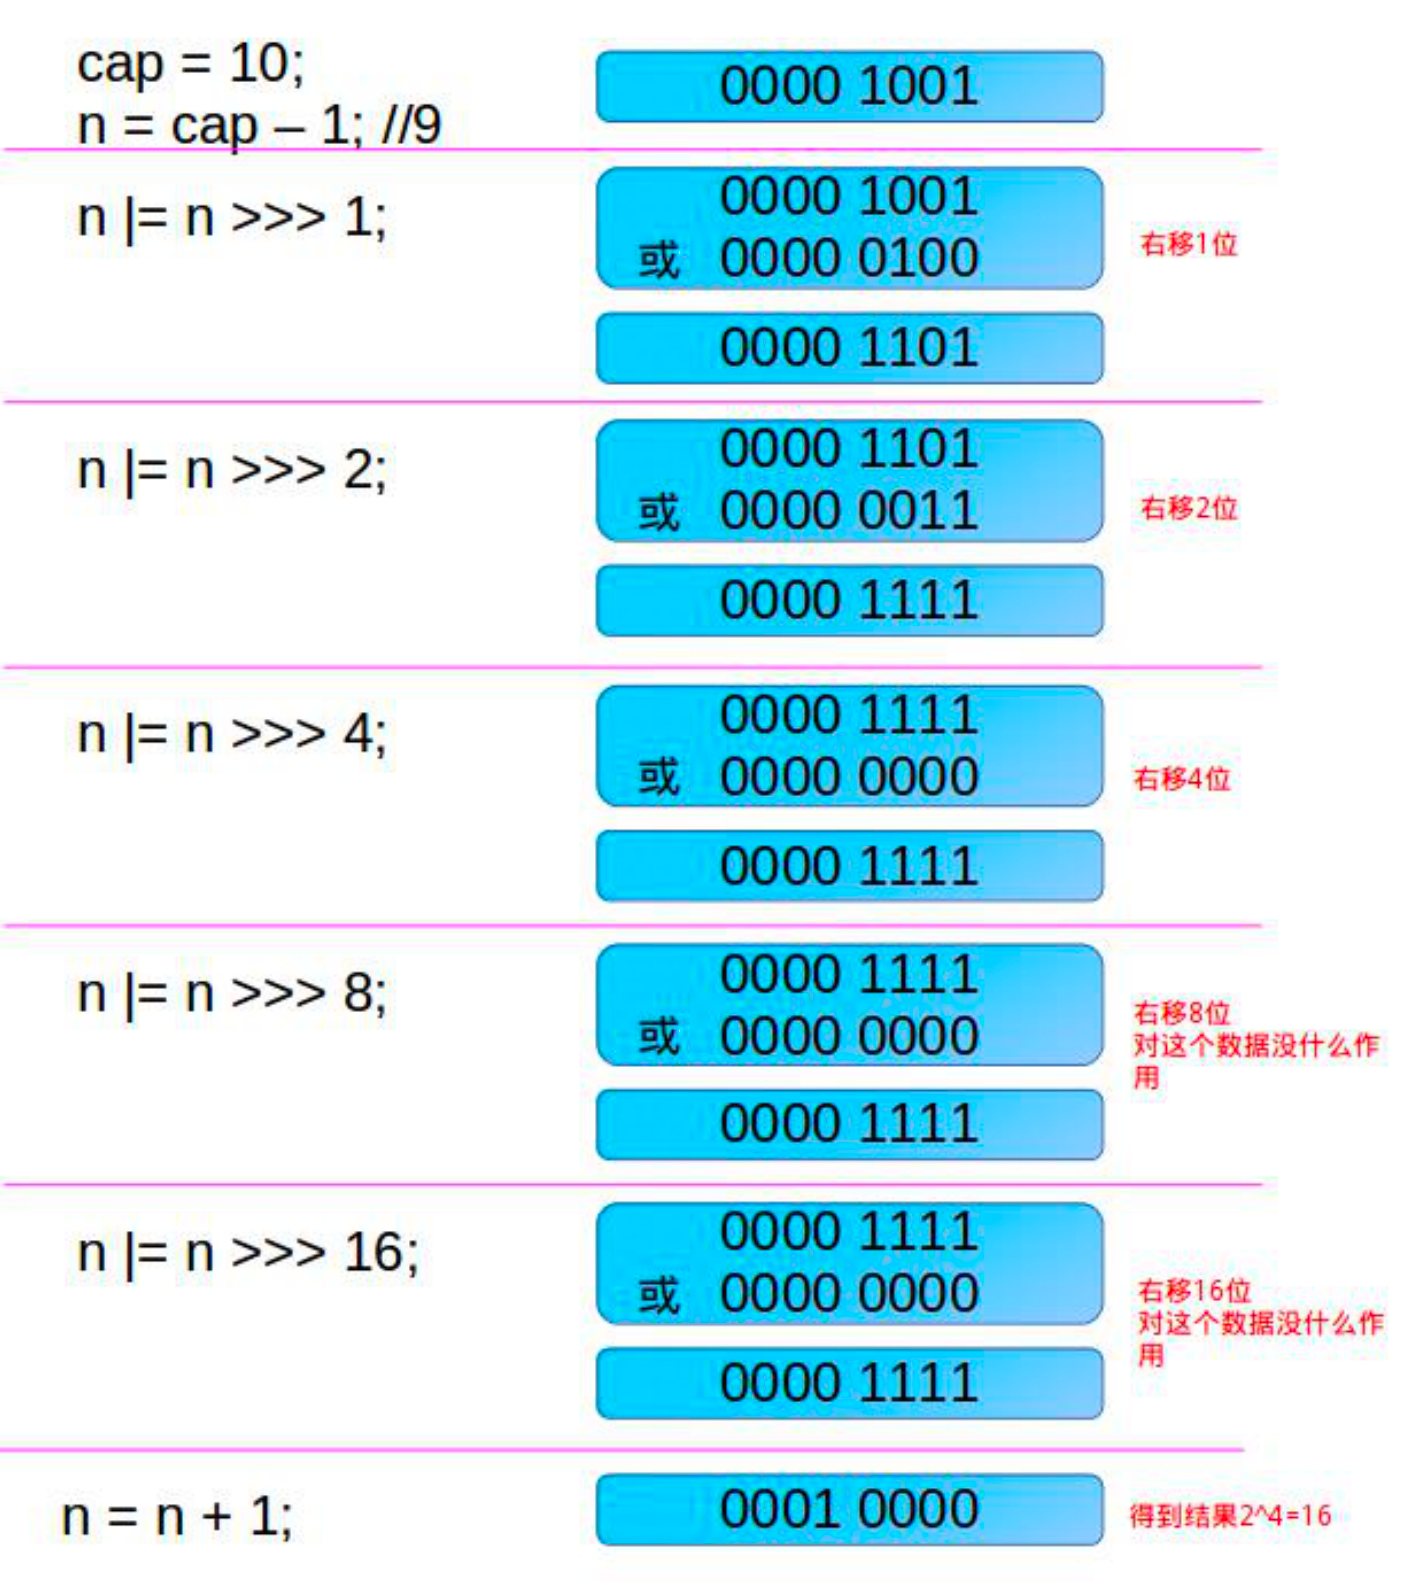 cap = 10;
n = cap – 1; //9
0000 1001
n |= n >>> 1;
0000 1001
或 0000 0100
右移1位
0000 1101
n |= n >>> 2;
0000 1101
或 0000 0011
右移2位
0000 1111
n |= n >>> 4;
0000 1111
或 0000 0000
右移4位
0000 1111
n |= n >>> 8;
0000 1111
或 0000 0000
右移8位
对这个数据没什么作
用
0000 1111
n |= n >>> 16;
0000 1111
或 0000 0000
右移16位
对这个数据没什么作
用
0000 1111
n = n + 1;
0001 0000
得到结果2^4=16